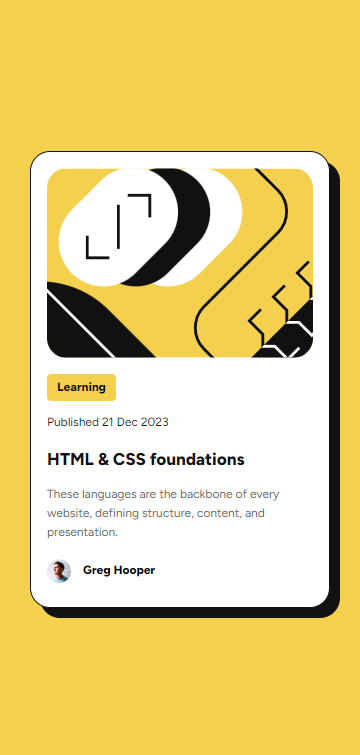 Learning
Published 21 Dec 2023
HTML & CSS foundations
These languages are the backbone of every
website, defining structure, content, and
presentation.
Greg Hooper